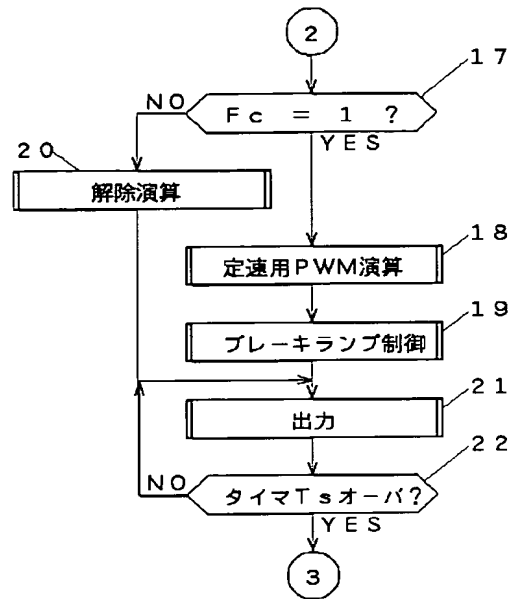 2
17
Fc = 1 ?
NO
YES
20
解除演算
18
定速用PWM演算
19
ブレーキランプ制御
21
出力
22
タイマTsオーバ?
NO
YES
3